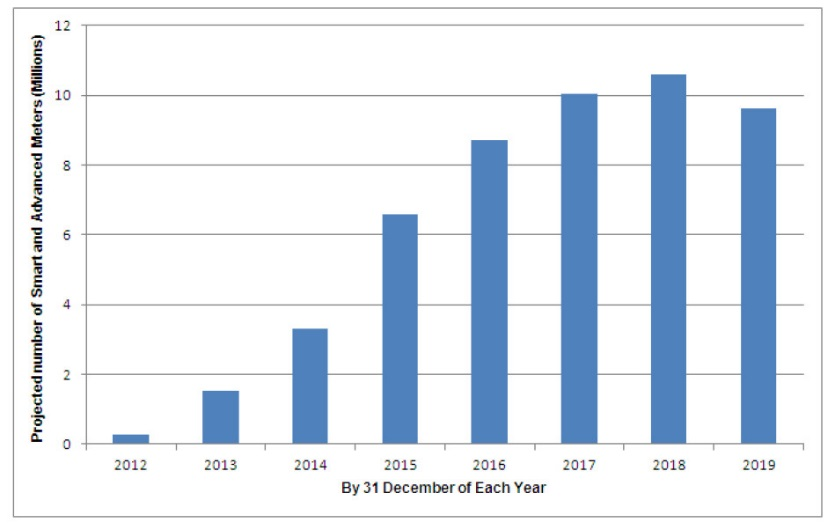 Projected number of Smart and Advanced Meters (Millions)
12
10
8
6
4
2
0
2012 2013 2014 2015 2016 2017 2018 2019
By 31 December of Each Year